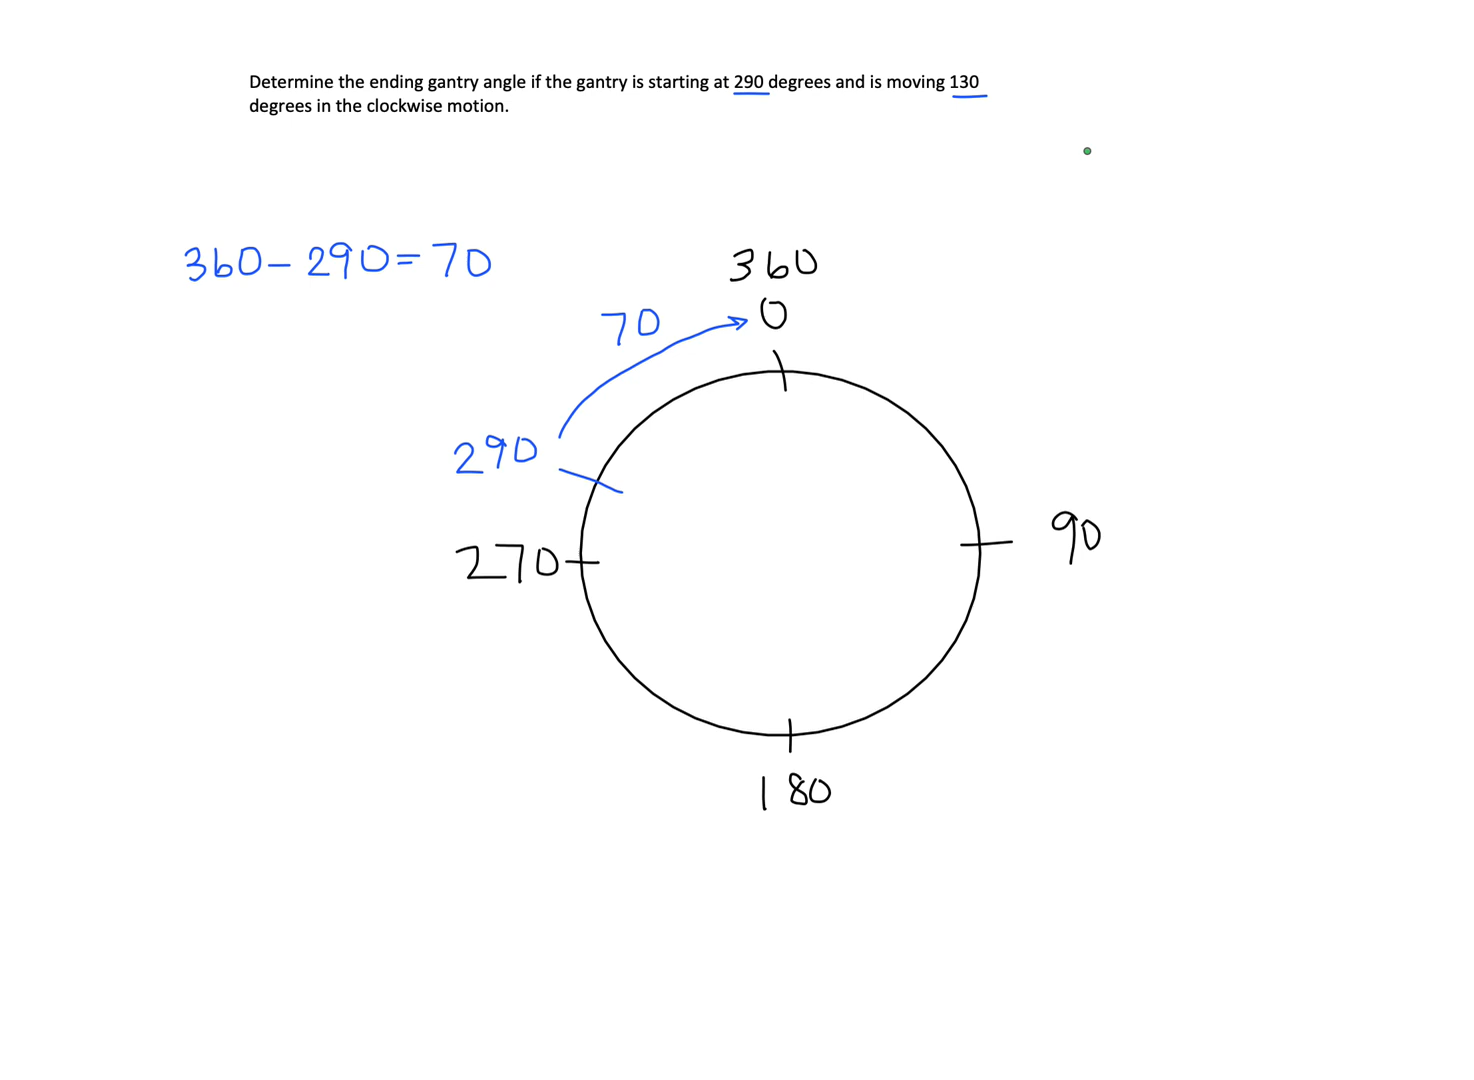 Determine the ending gantry angle if the gantry is starting at 290 degrees and is moving 130
degrees in the clockwise motion.
360 - 290 = 70
360
0
70
290
270
90
180